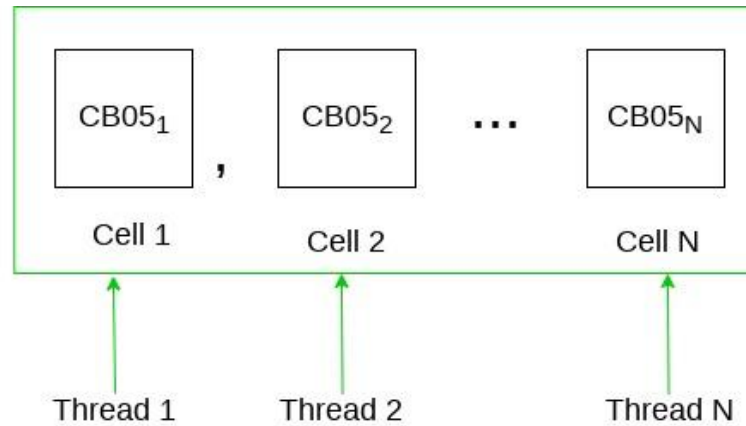 CB05₁ , CB05₂ ... CB05ₙ
Cell 1 Cell 2 Cell N
Thread 1 Thread 2 Thread N